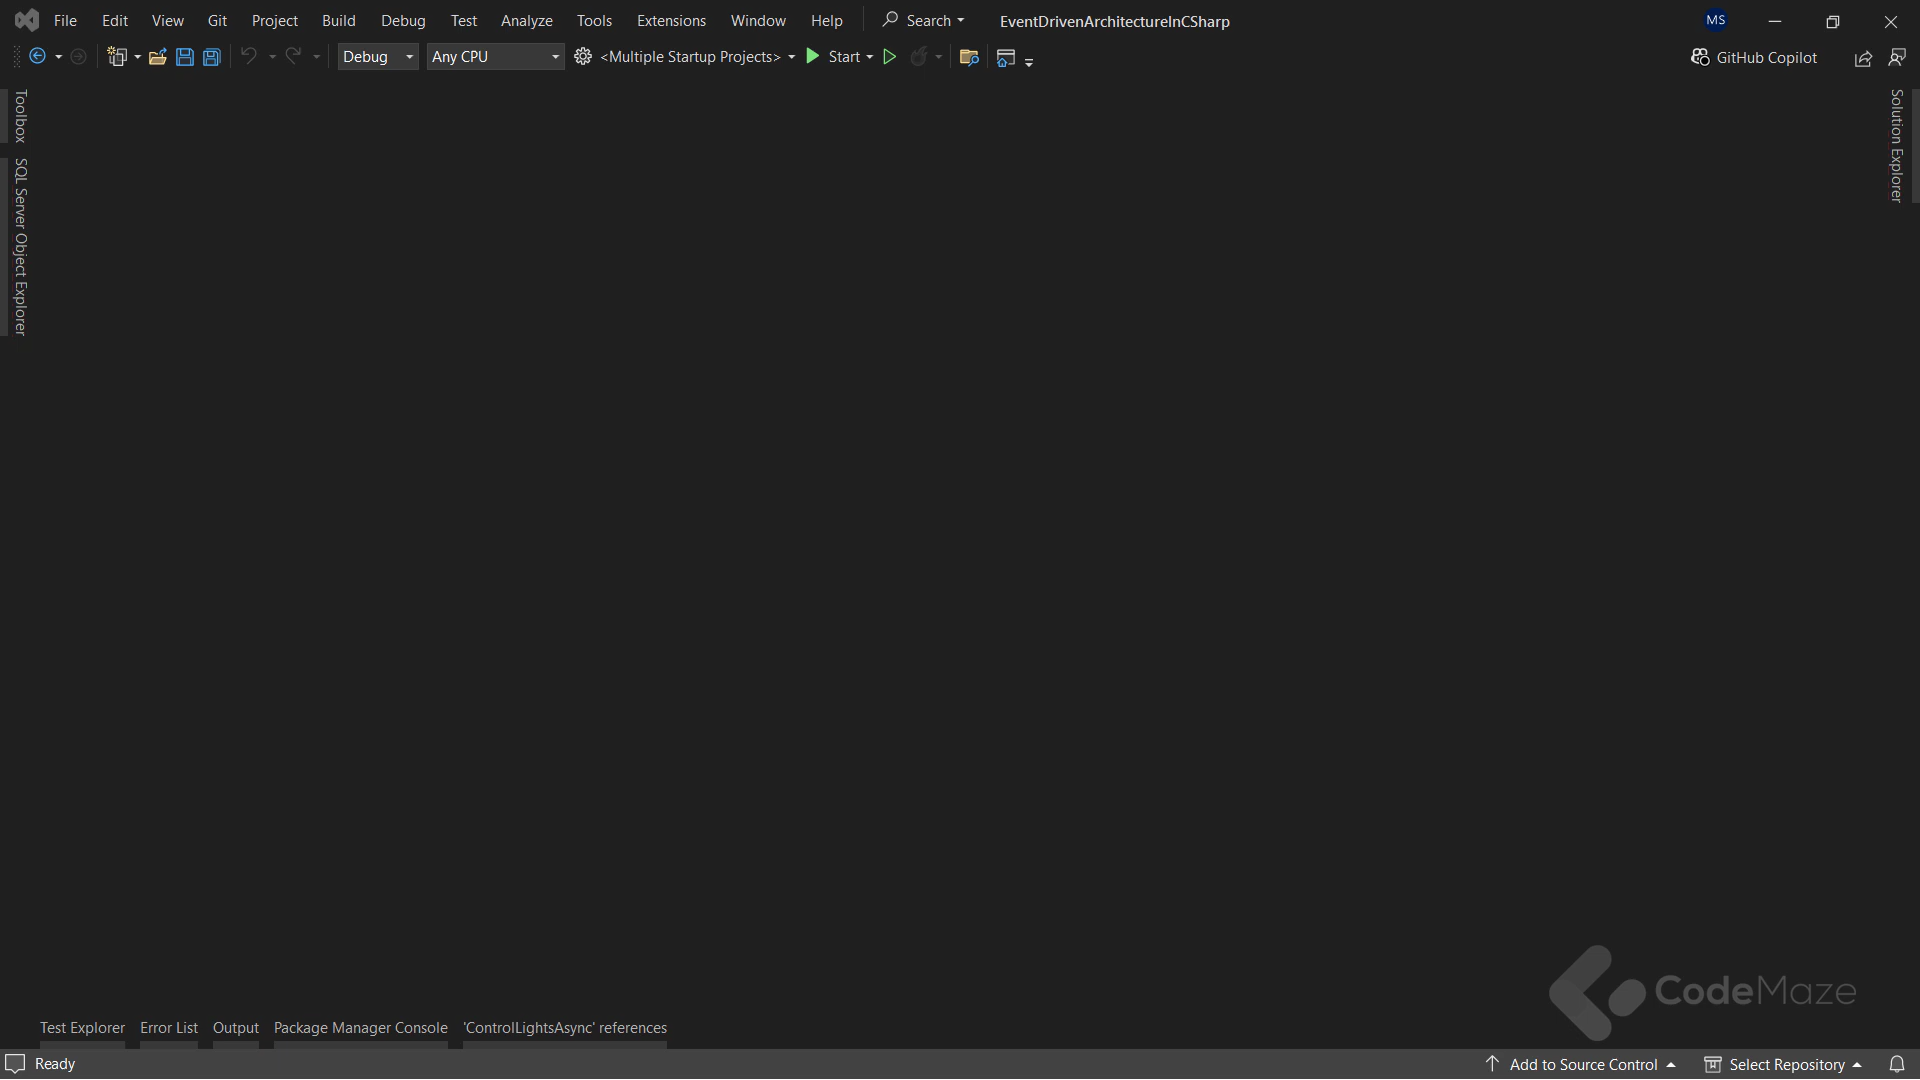 File Edit View Git Project Build Debug Test Analyze Tools Extensions Window Help Search EventDrivenArchitectureInCSharp MS
Debug Any CPU <Multiple Startup Projects> Start GitHub Copilot
Toolbox
SQL Server Object Explorer
Solution Explorer
CodeMaze
Test Explorer Error List Output Package Manager Console 'ControlLightsAsync' references
Ready Add to Source Control Select Repository